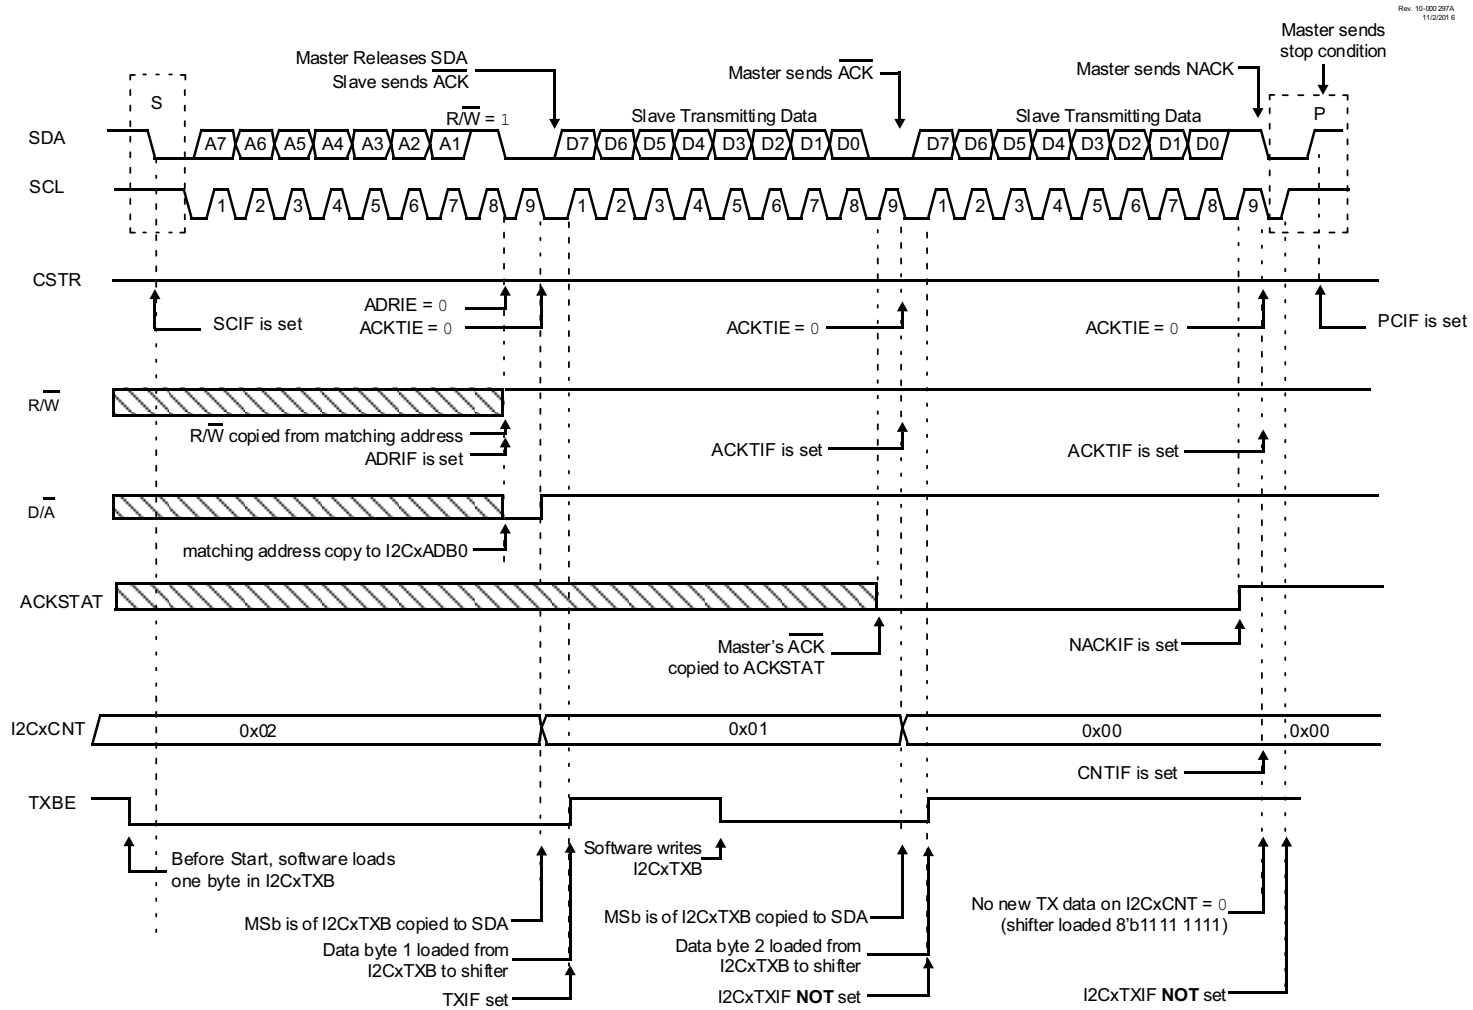 Rev. 10-000297A
11/2/2016
Master sends
stop condition
Master Releases SDA
Slave sends A̅C̅K̅
Master sends A̅C̅K̅
Master sends NACK
S
R/W̅ = 1
Slave Transmitting Data
Slave Transmitting Data
P
SDA
A7 A6 A5 A4 A3 A2 A1 D7 D6 D5 D4 D3 D2 D1 D0 D7 D6 D5 D4 D3 D2 D1 D0
SCL
1 2 3 4 5 6 7 8 9 1 2 3 4 5 6 7 8 9 1 2 3 4 5 6 7 8 9
CSTR
SCIF is set
ADRIE = 0
ACKTIE = 0
ACKTIE = 0
ACKTIE = 0
PCIF is set
R/W̅
R/W̅ copied from matching address
ADRIF is set
ACKTIF is set
ACKTIF is set
D/A̅
matching address copy to I2CxADB0
ACKSTAT
Master's A̅C̅K̅
copied to ACKSTAT
NACKIF is set
I2CxCNT
0x02 0x01 0x00 0x00
CNTIF is set
TXBE
Before Start, software loads
one byte in I2CxTXB
Software writes
I2CxTXB
MSb is of I2CxTXB copied to SDA
Data byte 1 loaded from
I2CxTXB to shifter
TXIF set
MSb is of I2CxTXB copied to SDA
Data byte 2 loaded from
I2CxTXB to shifter
I2CxTXIF NOT set
No new TX data on I2CxCNT = 0
(shifter loaded 8'b1111 1111)
I2CxTXIF NOT set